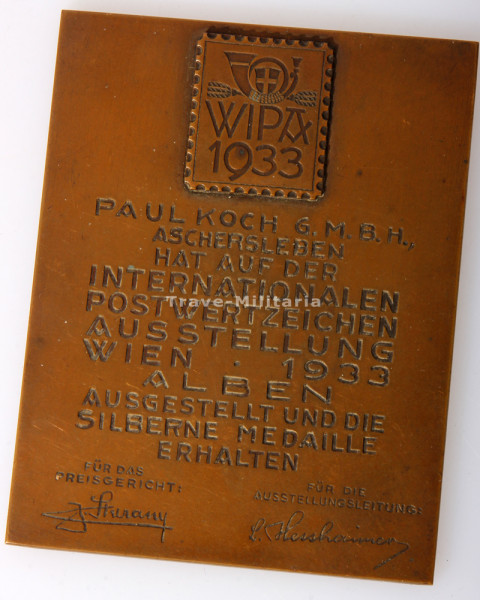 WIPA
1933
PAUL KOCH G.M.B.H.,
ASCHERSLEBEN
HAT AUF DER
INTERNATIONALEN
POSTWERTZEICHEN
Trave-Militaria
AUSSTELLUNG
WIEN · 1933
ALBEN
AUSGESTELLT UND DIE
SILBERNE MEDAILLE
ERHALTEN
FÜR DAS
PREISGERICHT:
FÜR DIE
AUSSTELLUNGSLEITUNG: